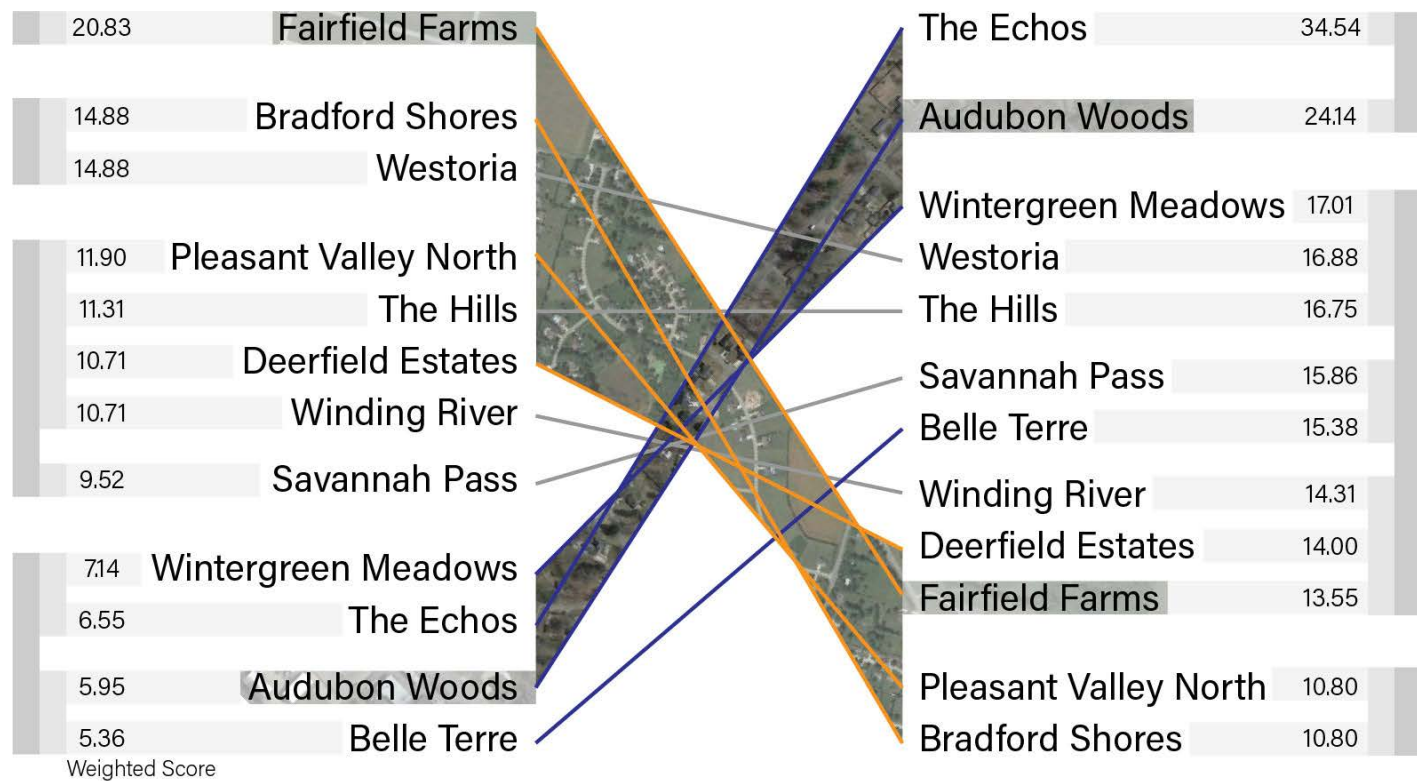 20.83 Fairfield Farms
14.88 Bradford Shores
14.88 Westoria
11.90 Pleasant Valley North
11.31 The Hills
10.71 Deerfield Estates
10.71 Winding River
9.52 Savannah Pass
7.14 Wintergreen Meadows
6.55 The Echos
5.95 Audubon Woods
5.36 Belle Terre
Weighted Score
The Echos 34.54
Audubon Woods 24.14
Wintergreen Meadows 17.01
Westoria 16.88
The Hills 16.75
Savannah Pass 15.86
Belle Terre 15.38
Winding River 14.31
Deerfield Estates 14.00
Fairfield Farms 13.55
Pleasant Valley North 10.80
Bradford Shores 10.80